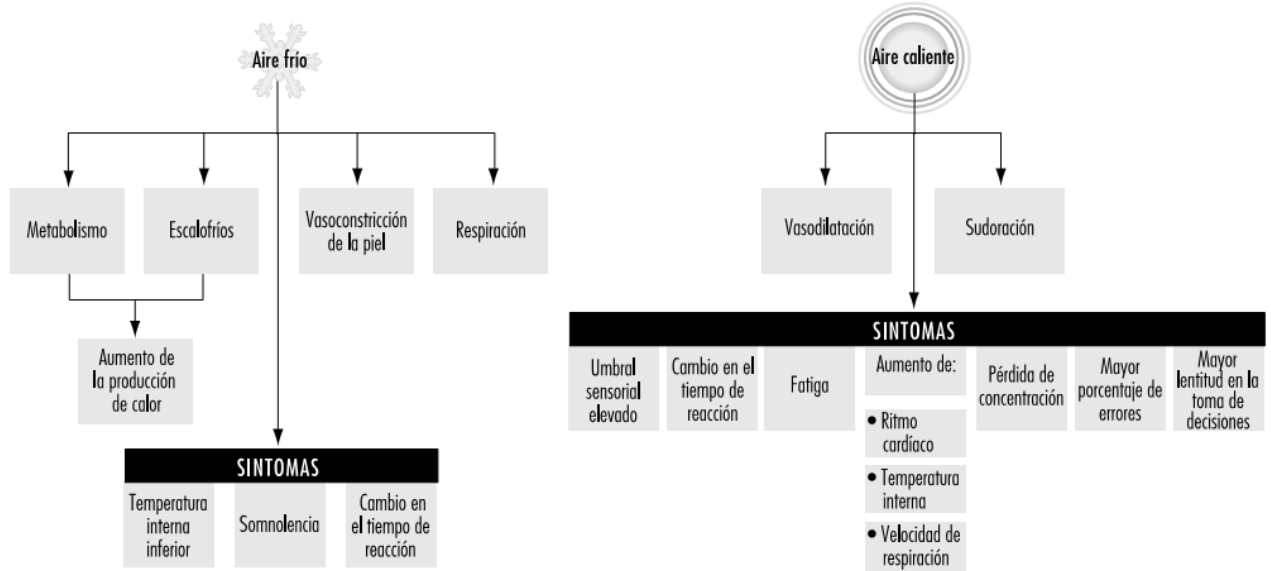 Aire frío
Metabolismo
Escalofríos
Vasoconstricción
de la piel
Respiración
Aumento de
la producción
de calor
SINTOMAS
Temperatura
interna
inferior
Somnolencia
Cambio en
el tiempo de
reacción
Aire caliente
Vasodilatación
Sudoración
SINTOMAS
Umbral
sensorial
elevado
Cambio en el
tiempo de
reacción
Fatiga
Aumento de:
• Ritmo
cardíaco
• Temperatura
interna
• Velocidad de
respiración
Pérdida de
concentración
Mayor
porcentaje de
errores
Mayor
lentitud en la
toma de
decisiones